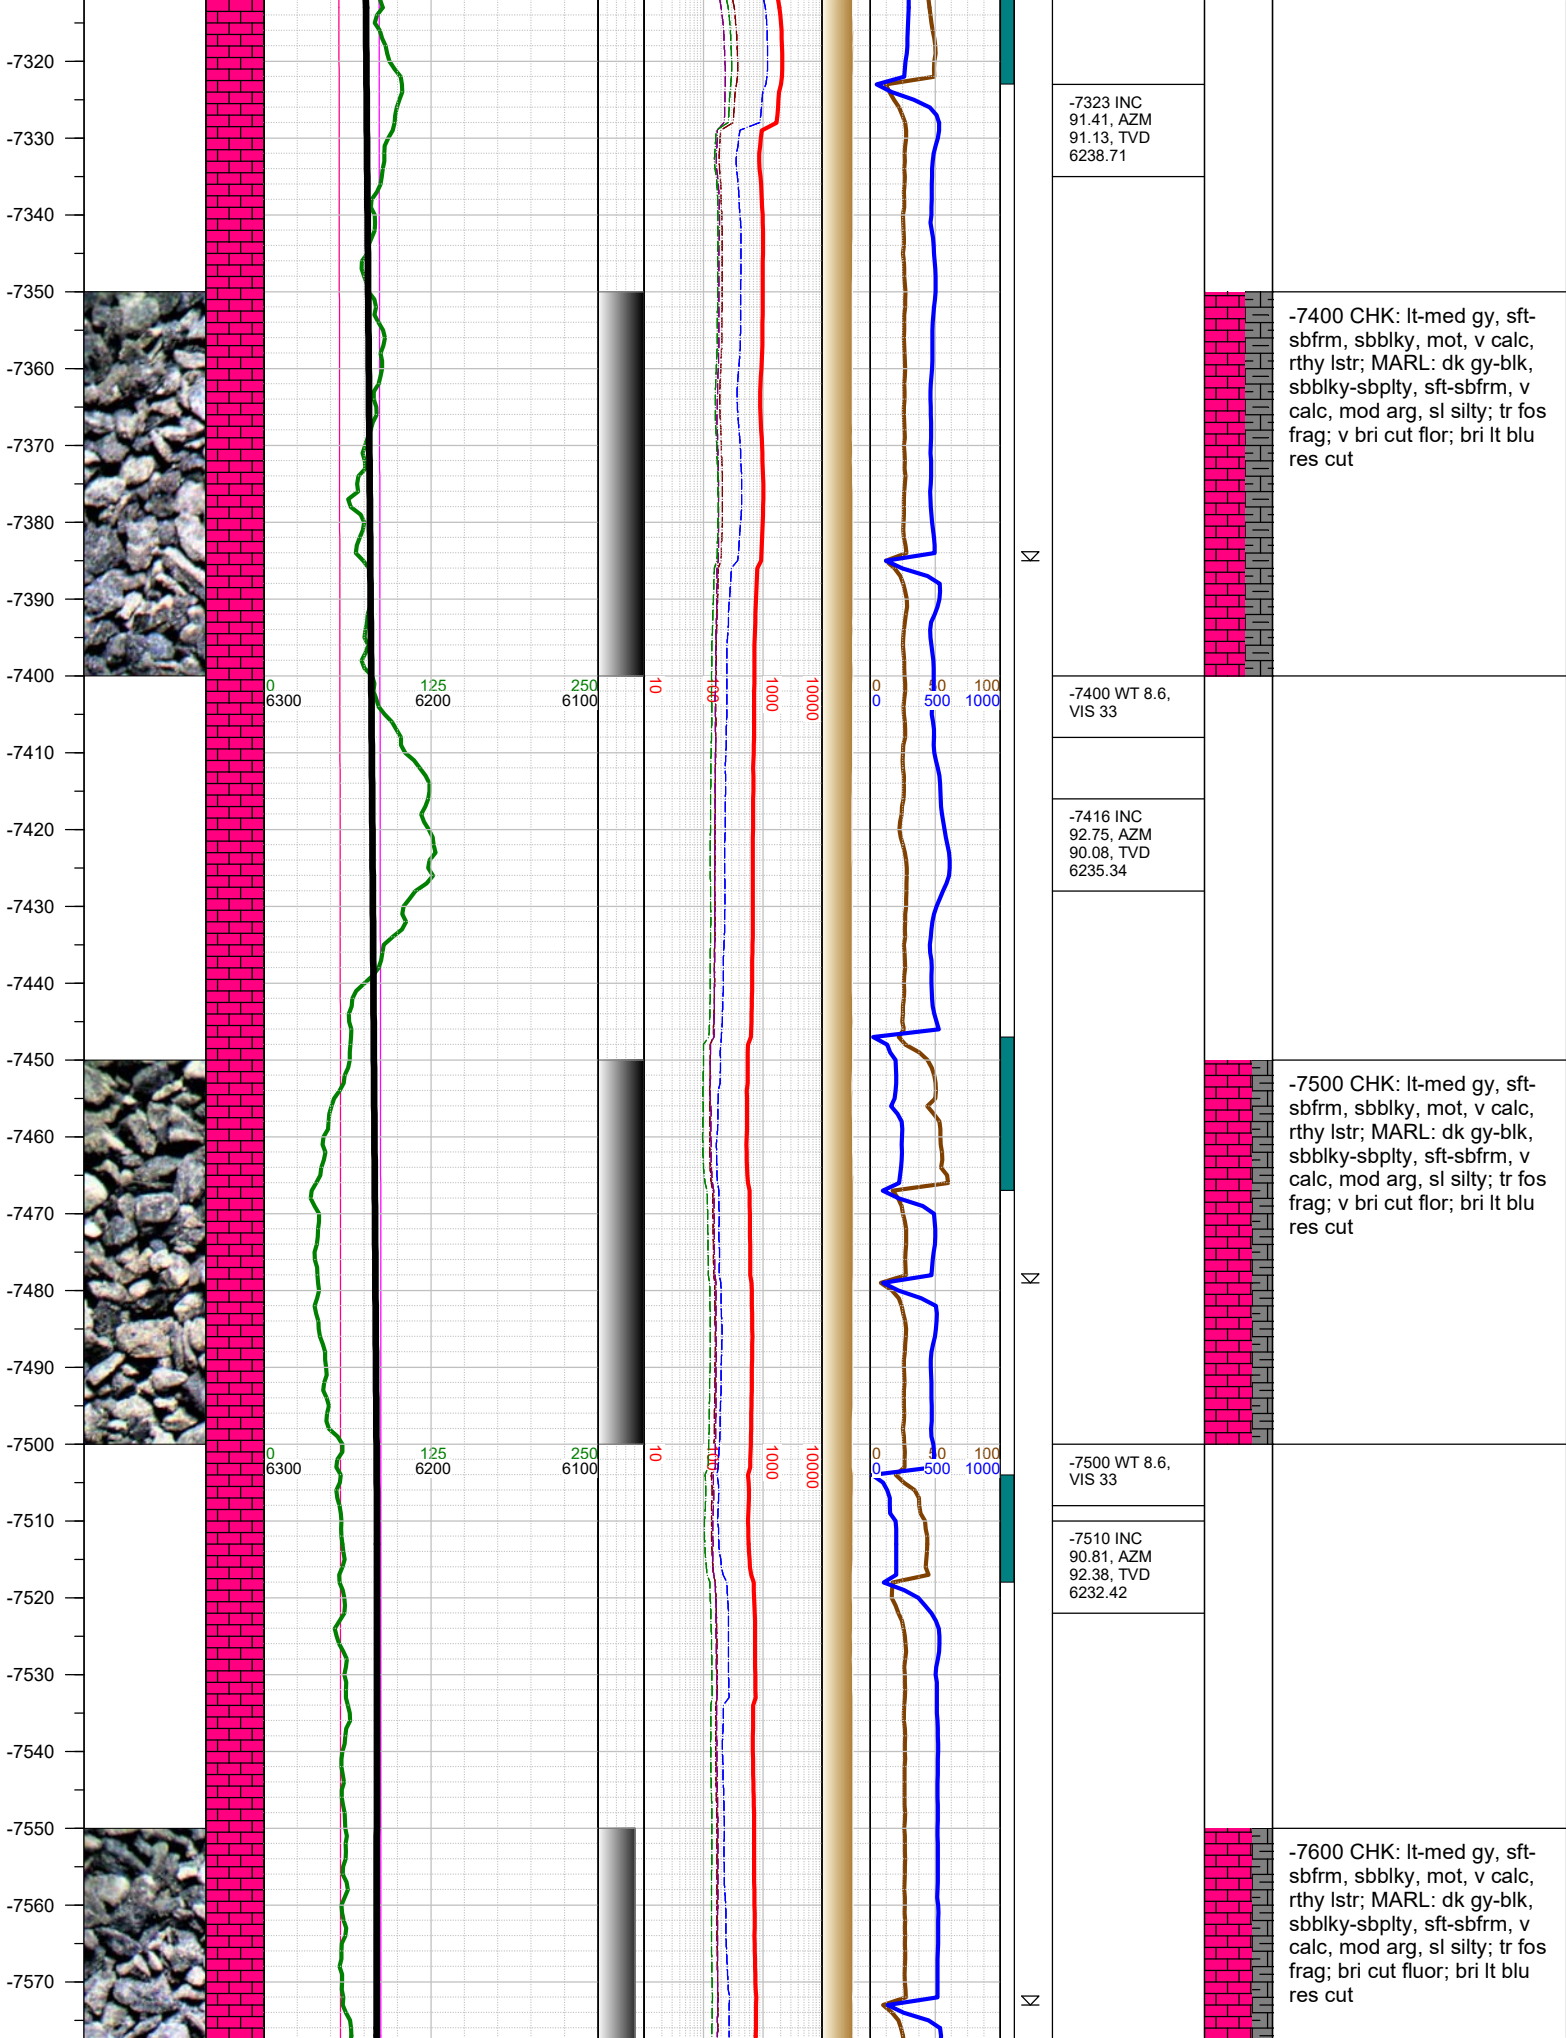 -7320
-7323 INC
91.41, AZM
91.13, TVD
6238.71
-7330
-7340
-7350
-7400 CHK: lt-med gy, sft-
sbfrm, sbblky, mot, v calc,
rthy lstr; MARL: dk gy-blk,
sbblky-sbplty, sft-sbfrm, v
calc, mod arg, sl silty; tr fos
frag; v bri cut flor; bri lt blu
res cut
-7360
-7370
-7380
-7390
-7400
0 125 250 10 100 1000 10000 0 50 100
6300 6200 6100 0 500 1000
-7400 WT 8.6,
VIS 33
-7410
-7416 INC
92.75, AZM
90.08, TVD
6235.34
-7420
-7430
-7440
-7450
-7500 CHK: lt-med gy, sft-
sbfrm, sbblky, mot, v calc,
rthy lstr; MARL: dk gy-blk,
sbblky-sbplty, sft-sbfrm, v
calc, mod arg, sl silty; tr fos
frag; v bri cut flor; bri lt blu
res cut
-7460
-7470
-7480
-7490
-7500
0 125 250 10 100 1000 10000 0 50 100
6300 6200 6100 0 500 1000
-7500 WT 8.6,
VIS 33
-7510
-7510 INC
90.81, AZM
92.38, TVD
6232.42
-7520
-7530
-7540
-7550
-7600 CHK: lt-med gy, sft-
sbfrm, sbblky, mot, v calc,
rthy lstr; MARL: dk gy-blk,
sbblky-sbplty, sft-sbfrm, v
calc, mod arg, sl silty; tr fos
frag; bri cut fluor; bri lt blu
res cut
-7560
-7570